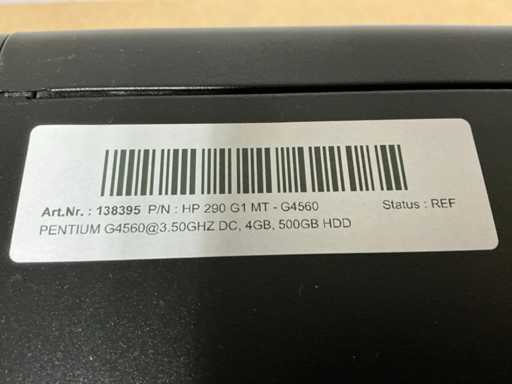 Art.Nr. : 138395 P/N : HP 290 G1 MT - G4560 Status : REF
PENTIUM G4560@3.50GHZ DC, 4GB, 500GB HDD